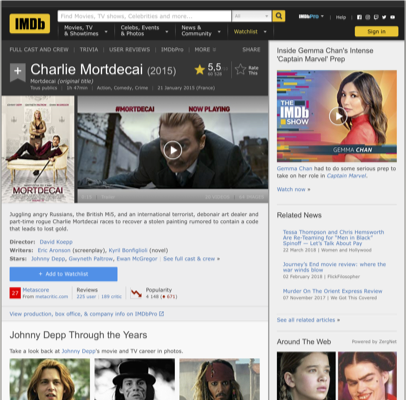 IMDb
Find Movies, TV shows, Celebrities and more...
All
IMDbPro
Help
Movies, TV & Showtimes
Celebs, Events & Photos
News & Community
Watchlist
Sign in
FULL CAST AND CREW | TRIVIA | USER REVIEWS | IMDbPro | MORE
SHARE
Charlie Mortdecai (2015)
Mortdecai (original title)
Tous publics | 1h 47min | Action, Comedy, Crime | 21 January 2015 (France)
5,5
Rate This
MORTDECAI
#MORTDECAI
NOW PLAYING
Juggling angry Russians, the British Mi5, and an international terrorist, debonair art dealer and
part-time rogue Charlie Mortdecai races to recover a stolen painting rumored to contain a code
that leads to lost gold.
Director: David Koepp
Writers: Eric Aronson (screenplay), Kyril Bonfiglioli (novel)
Stars: Johnny Depp, Gwyneth Paltrow, Ewan McGregor | See full cast & crew »
+ Add to Watchlist
27
Metascore
From metacritic.com
Reviews
225 user | 189 critic
Popularity
4 148 (671)
View production, box office, & company info on IMDbPro
Johnny Depp Through the Years
Take a look back at Johnny Depp's movie and TV career in photos.
Inside Gemma Chan's Intense
'Captain Marvel' Prep
THE IMDb SHOW
GEMMA CHAN
Gemma Chan had to do some serious prep
to take on her role in Captain Marvel.
Watch now »
Related News
Tessa Thompson and Chris Hemsworth
Are Re-Teaming for "Men in Black"
Spinoff — Let's Talk About It
22 March 2018 | Women and Hollywood
Journey's End movie review: where the
war winds blow
02 February 2018 | FlickFilosopher
Murder On The Orient Express Review
07 November 2017 | We Got This Covered
See all related articles »
Around The Web
Powered by ZergNet